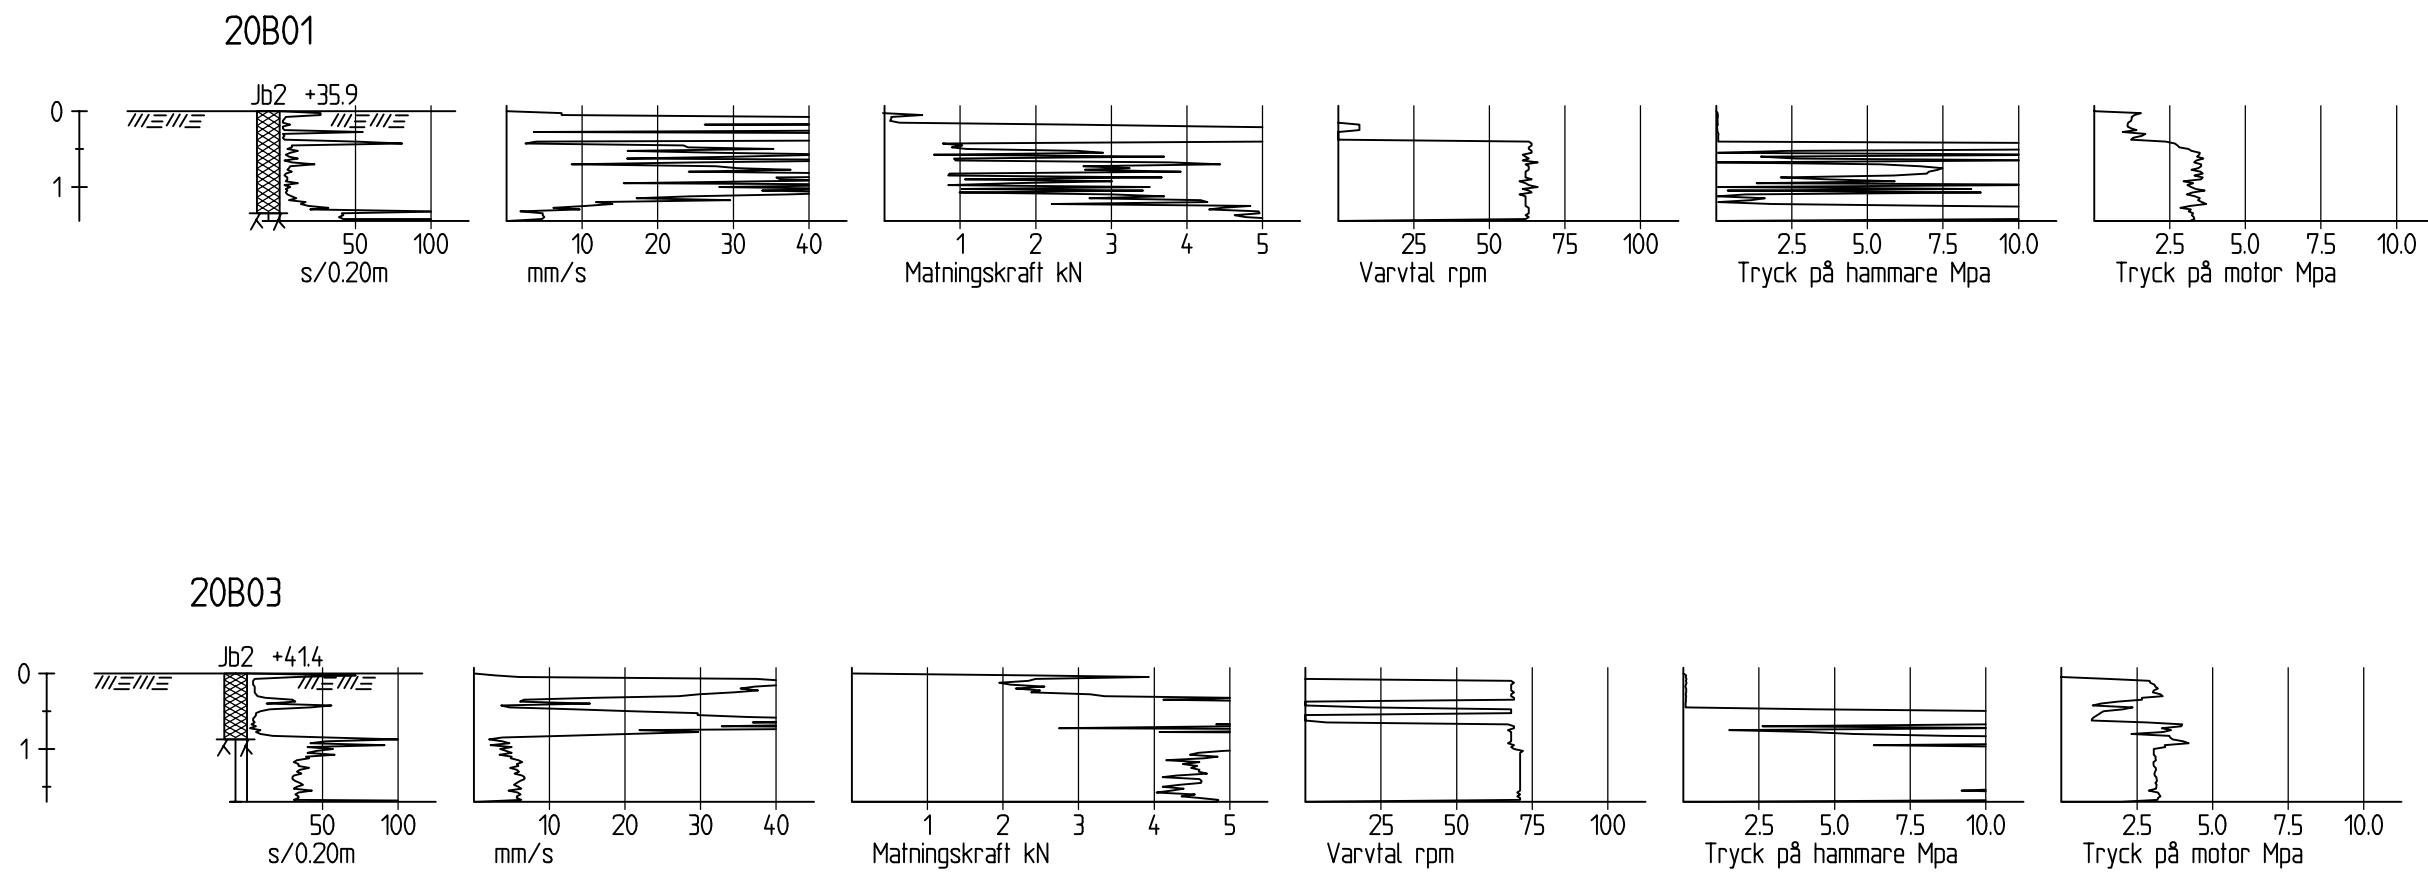 20B01
Jb2 +35.9
0
1
50 100 10 20 30 40 1 2 3 4 5 25 50 75 100 2.5 5.0 7.5 10.0 2.5 5.0 7.5 10.0
s/0.20m mm/s Matningskraft kN Varvtal rpm Tryck på hammare Mpa Tryck på motor Mpa
20B03
Jb2 +41.4
0
1
50 100 10 20 30 40 1 2 3 4 5 25 50 75 100 2.5 5.0 7.5 10.0 2.5 5.0 7.5 10.0
s/0.20m mm/s Matningskraft kN Varvtal rpm Tryck på hammare Mpa Tryck på motor Mpa